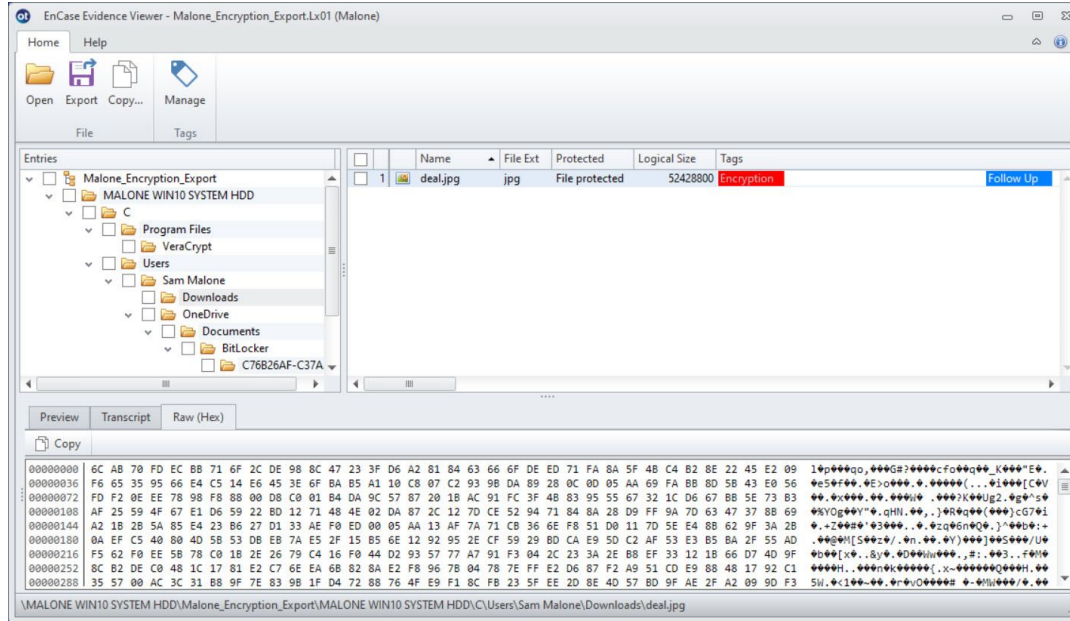 EnCase Evidence Viewer - Malone_Encryption_Export.Lx01 (Malone)
Home Help
Open Export Copy... Manage
File Tags
Entries
Malone_Encryption_Export
MALONE WIN10 SYSTEM HDD
C
Program Files
VeraCrypt
Users
Sam Malone
Downloads
OneDrive
Documents
BitLocker
C76B26AF-C37A
Name File Ext Protected Logical Size Tags
1 deal.jpg jpg File protected 52428800 Encryption Follow Up
Preview Transcript Raw (Hex)
Copy
00000000 6C AB 70 FD EC BB 71 6F 2C DE 98 8C 47 23 3F D6 A2 81 84 63 66 6F DE ED 71 FA 8A 5F 4B C4 B2 8E 22 45 E2 09
00000036 F6 65 35 95 66 E4 C5 14 E6 45 3E 6F BA B5 A1 10 C8 07 C2 93 9B DA 89 28 0C 0D 05 AA 69 FA BB 8D 5B 43 E0 56
00000072 FD F2 0E EE 78 98 F8 88 00 D8 C0 01 B4 DA 9C 57 87 20 1B AC 91 FC 3F 4B 83 95 55 67 32 1C D6 67 BB 5E 73 B3
00000108 AF 25 59 4F 67 E1 D6 59 22 BD 12 71 48 4E 02 DA 87 2C 12 7D CE 52 94 71 84 8A 28 D9 FF 9A 7D 63 47 37 8B 69
00000144 A2 1B 2B 5A 85 E4 23 B6 27 D1 33 AE F0 ED 00 05 AA 13 AF 7A 71 CB 36 6E F8 51 D0 11 7D 5E E4 8B 62 9F 3A 2B
00000180 0A EF C5 40 80 4D 5B 53 DB EB 7A E5 2F 15 B5 6E 12 92 95 2E CF 59 29 BD CA E9 5D C2 AF 53 E3 B5 BA 2F 55 AD
00000216 F5 62 F0 EE 5B 78 C0 1B 2E 26 79 C4 16 F0 44 D2 93 57 77 A7 91 F3 04 2C 23 3A 2E B8 EF 33 12 1B 66 D7 4D 9F
00000252 8C B2 DE C0 48 1C 17 81 E2 C7 6E EA 6B 82 8A E2 F8 96 7B 04 78 7E FF E2 D6 87 F2 A9 51 CD E9 88 48 17 92 C1
00000288 35 57 00 AC 3C 31 B8 9F 7E 83 9B 1F D4 72 88 76 4F E9 F1 8C FB 23 5F EE 2D 8E 4D 57 BD 9F AE 2F A2 09 9D F3
\MALONE WIN10 SYSTEM HDD\Malone_Encryption_Export\MALONE WIN10 SYSTEM HDD\C\Users\Sam Malone\Downloads\deal.jpg